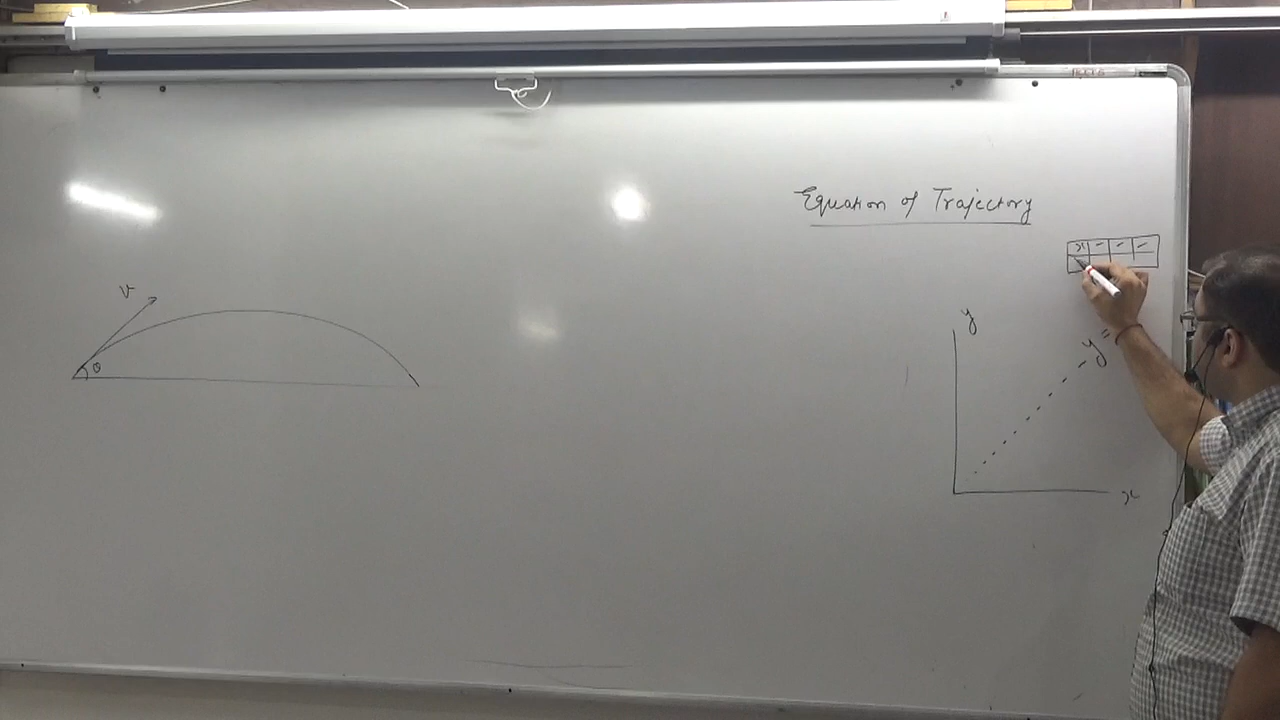 Equation of Trajectory
x - - -
v
θ
y
y =
x